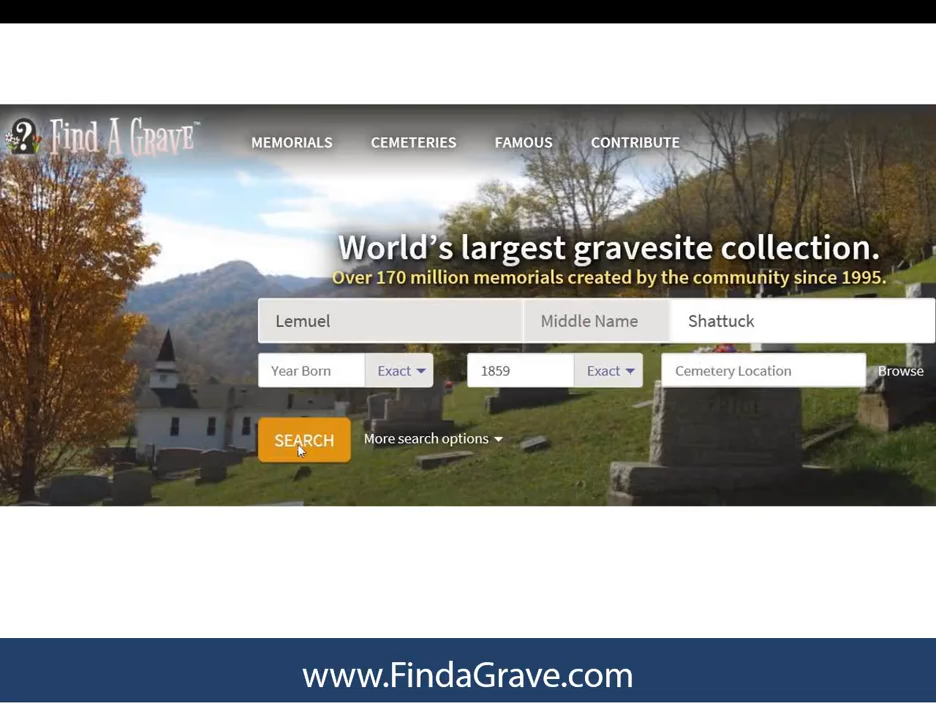 ? Find A GRAVE™
MEMORIALS CEMETERIES FAMOUS CONTRIBUTE
World's largest gravesite collection.
Over 170 million memorials created by the community since 1995.
Lemuel Middle Name Shattuck
Year Born Exact 1859 Exact Cemetery Location Browse
SEARCH More search options
www.FindaGrave.com